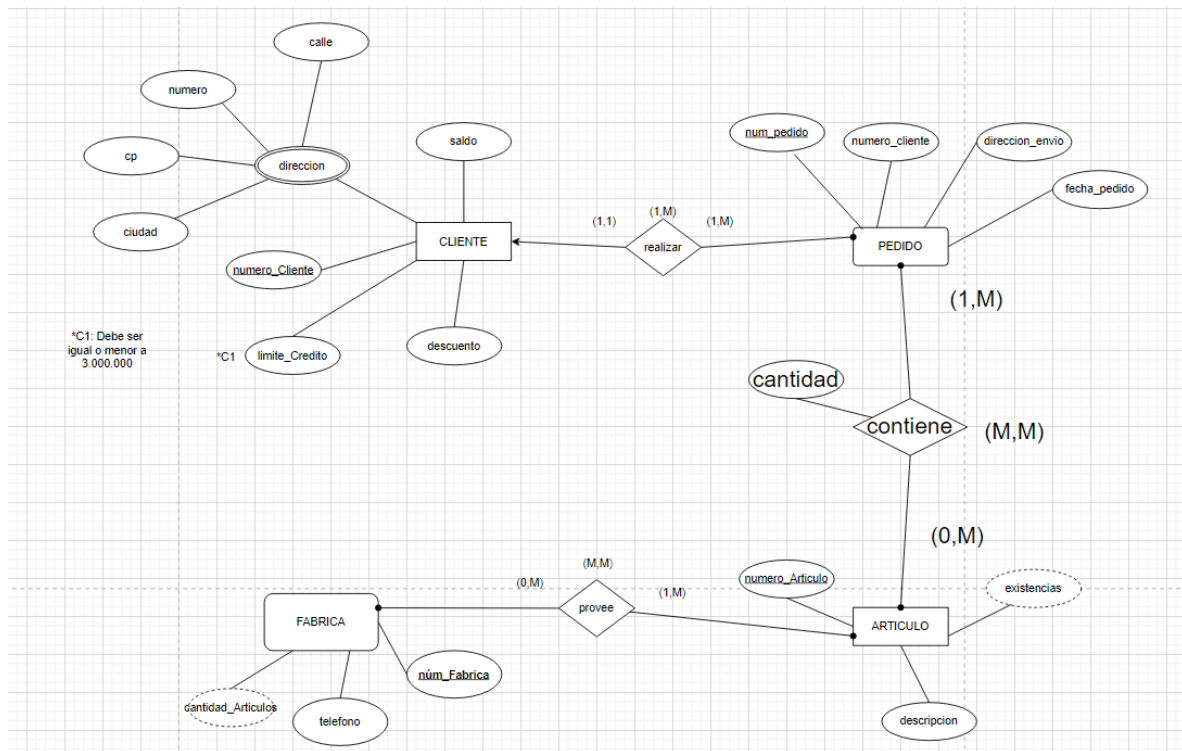 calle
numero
cp
direccion
ciudad
saldo
CLIENTE
numero_Cliente
*C1: Debe ser
igual o menor a
3.000.000
*C1
limite_Credito
descuento
(1,1)
(1,M)
(1,M)
realizar
num_pedido
numero_cliente
direccion_envio
fecha_pedido
PEDIDO
(1,M)
cantidad
contiene
(M,M)
(0,M)
(M,M)
(0,M)
(1,M)
provee
numero_Articulo
existencias
FABRICA
ARTICULO
núm_Fabrica
cantidad_Articulos
telefono
descripcion